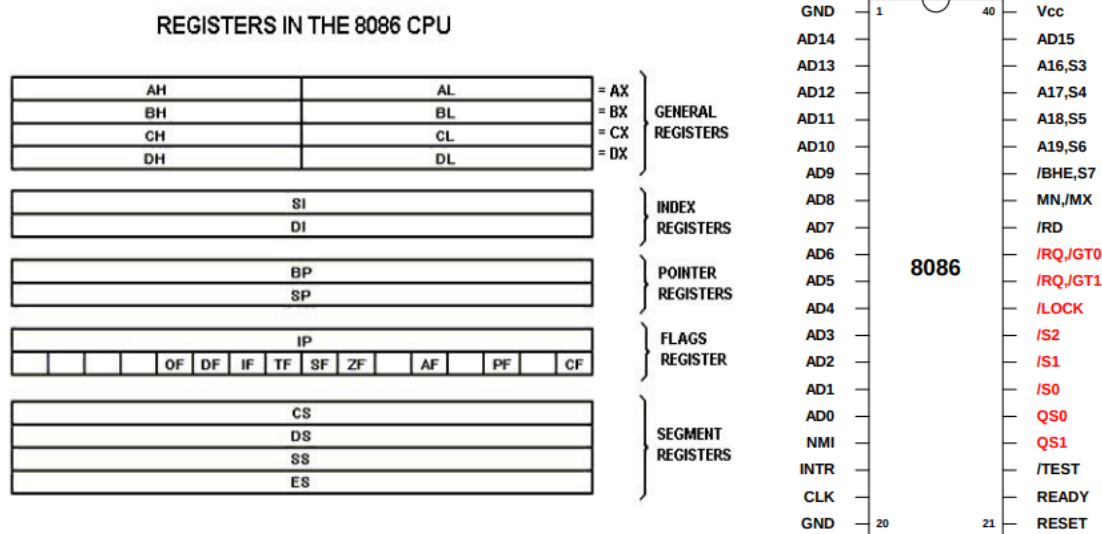 REGISTERS IN THE 8086 CPU
AH AL = AX
BH BL = BX
CH CL = CX
DH DL = DX
GENERAL
REGISTERS
SI
DI
INDEX
REGISTERS
BP
SP
POINTER
REGISTERS
IP
OF DF IF TF SF ZF AF PF CF
FLAGS
REGISTER
CS
DS
SS
ES
SEGMENT
REGISTERS
GND 1 40 Vcc
AD14 AD15
AD13 A16,S3
AD12 A17,S4
AD11 A18,S5
AD10 A19,S6
AD9 /BHE,S7
AD8 MN,/MX
AD7 /RD
AD6 /RQ,/GT0
8086
AD5 /RQ,/GT1
AD4 /LOCK
AD3 /S2
AD2 /S1
AD1 /S0
AD0 QS0
NMI QS1
INTR /TEST
CLK READY
GND 20 21 RESET